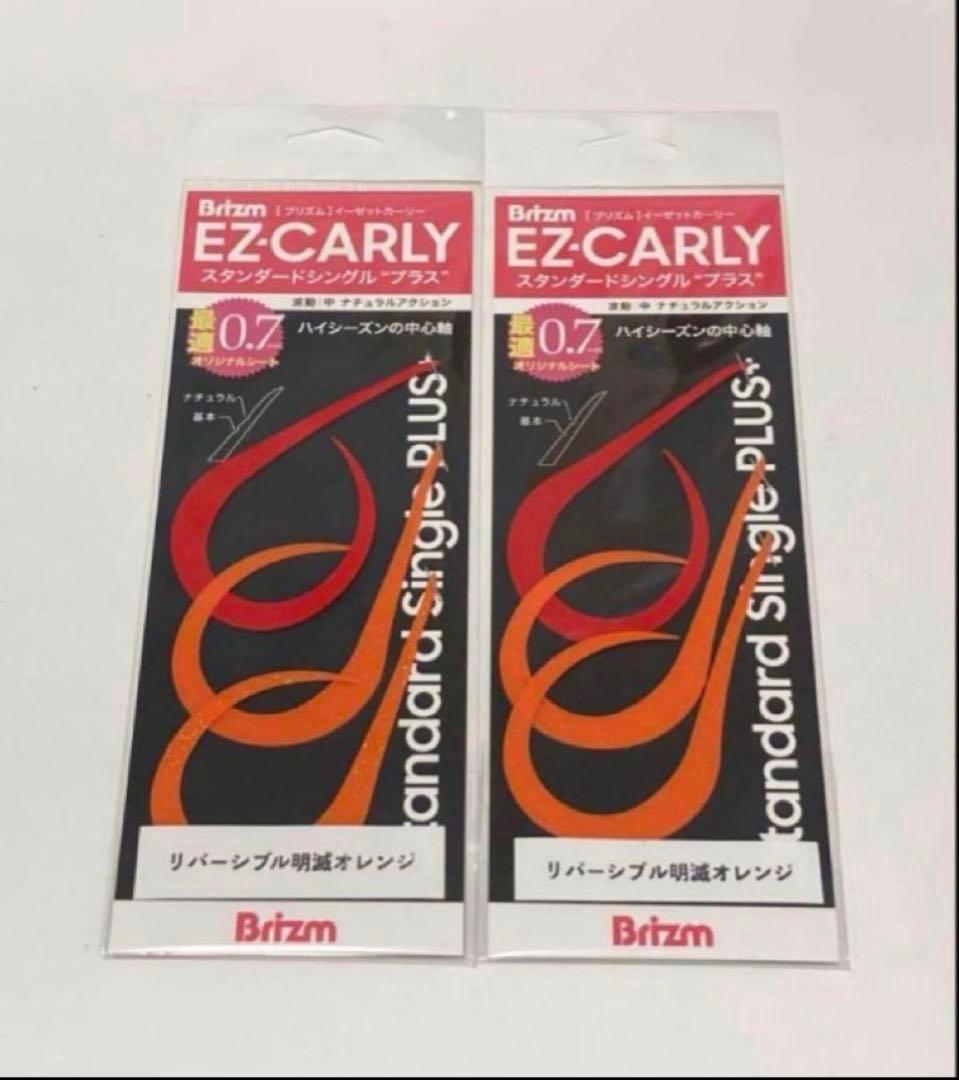 Brizm [ブリズム]イーゼットカーリー
EZ-CARLY
スタンダードシングル“プラス”
波動:中 ナチュラルアクション
最適
0.7
オリジナルシート
ハイシーズンの中心軸
ナチュラル
基本
tandard Single PLUS+
リバーシブル明滅オレンジ
Brizm
Brizm [ブリズム]イーゼットカーリー
EZ-CARLY
スタンダードシングル“プラス”
波動:中 ナチュラルアクション
最適
0.7
オリジナルシート
ハイシーズンの中心軸
ナチュラル
基本
tandard Single PLUS+
リバーシブル明滅オレンジ
Brizm